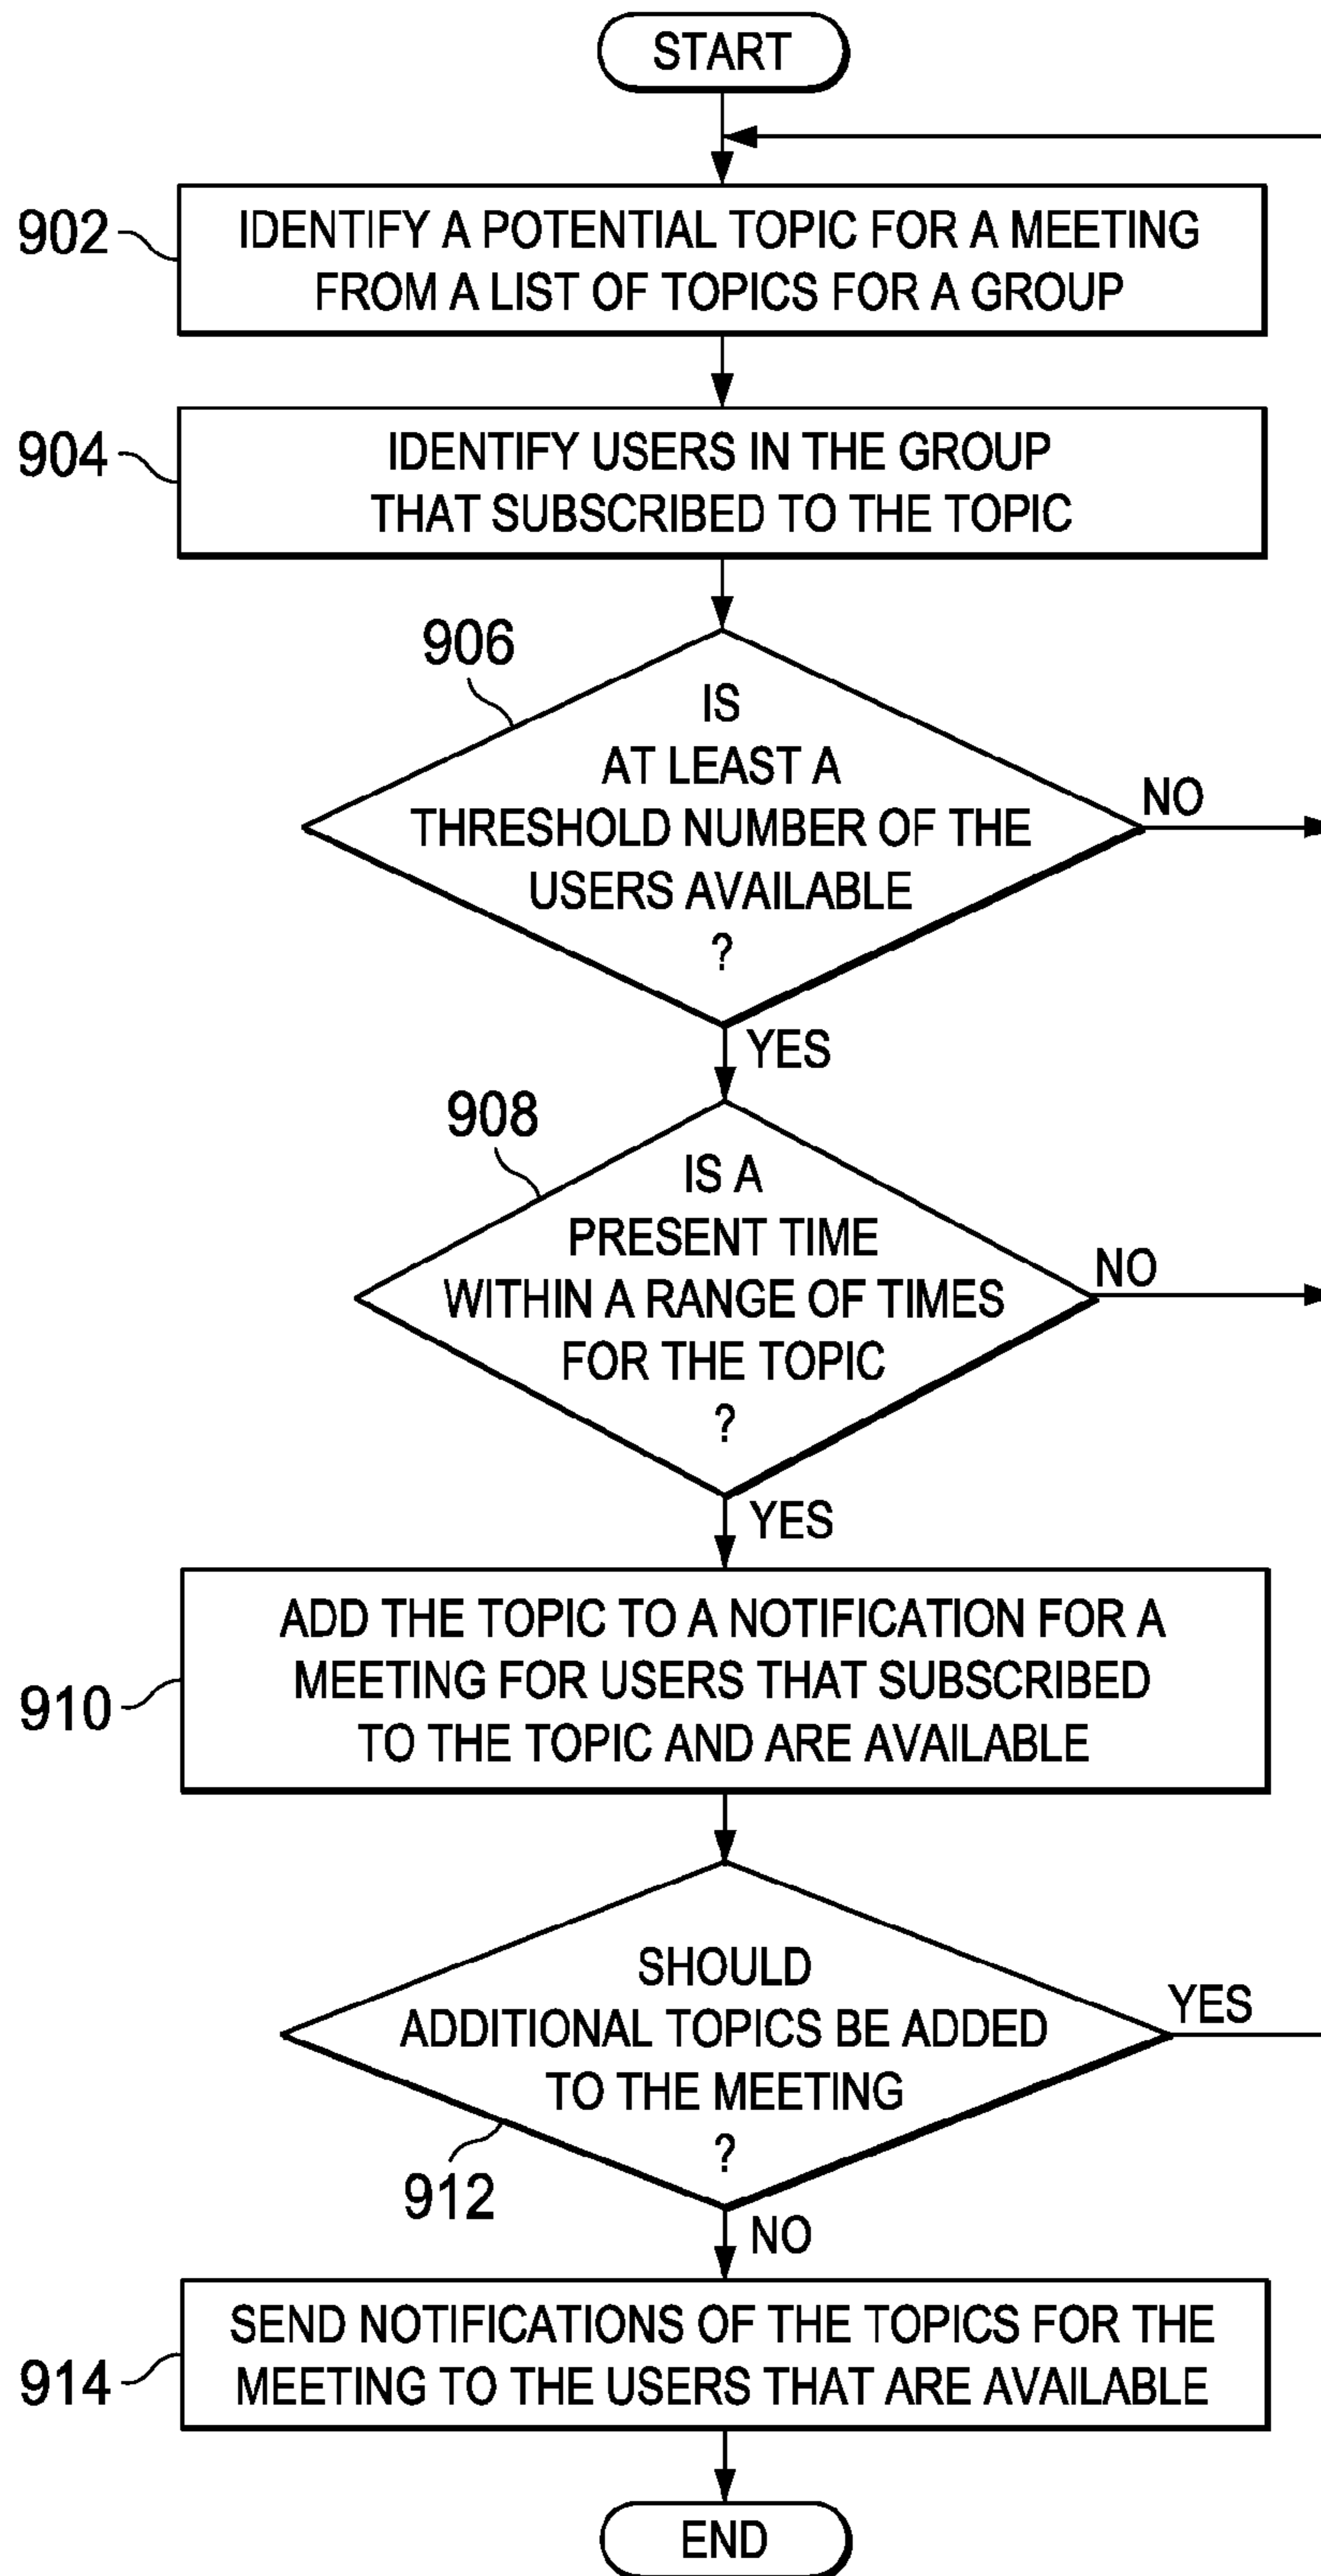 START
902
IDENTIFY A POTENTIAL TOPIC FOR A MEETING
FROM A LIST OF TOPICS FOR A GROUP
904
IDENTIFY USERS IN THE GROUP
THAT SUBSCRIBED TO THE TOPIC
906
IS
AT LEAST A
THRESHOLD NUMBER OF THE
USERS AVAILABLE
?
NO
YES
908
IS A
PRESENT TIME
WITHIN A RANGE OF TIMES
FOR THE TOPIC
?
NO
YES
910
ADD THE TOPIC TO A NOTIFICATION FOR A
MEETING FOR USERS THAT SUBSCRIBED
TO THE TOPIC AND ARE AVAILABLE
SHOULD
ADDITIONAL TOPICS BE ADDED
TO THE MEETING
?
YES
912
NO
914
SEND NOTIFICATIONS OF THE TOPICS FOR THE
MEETING TO THE USERS THAT ARE AVAILABLE
END